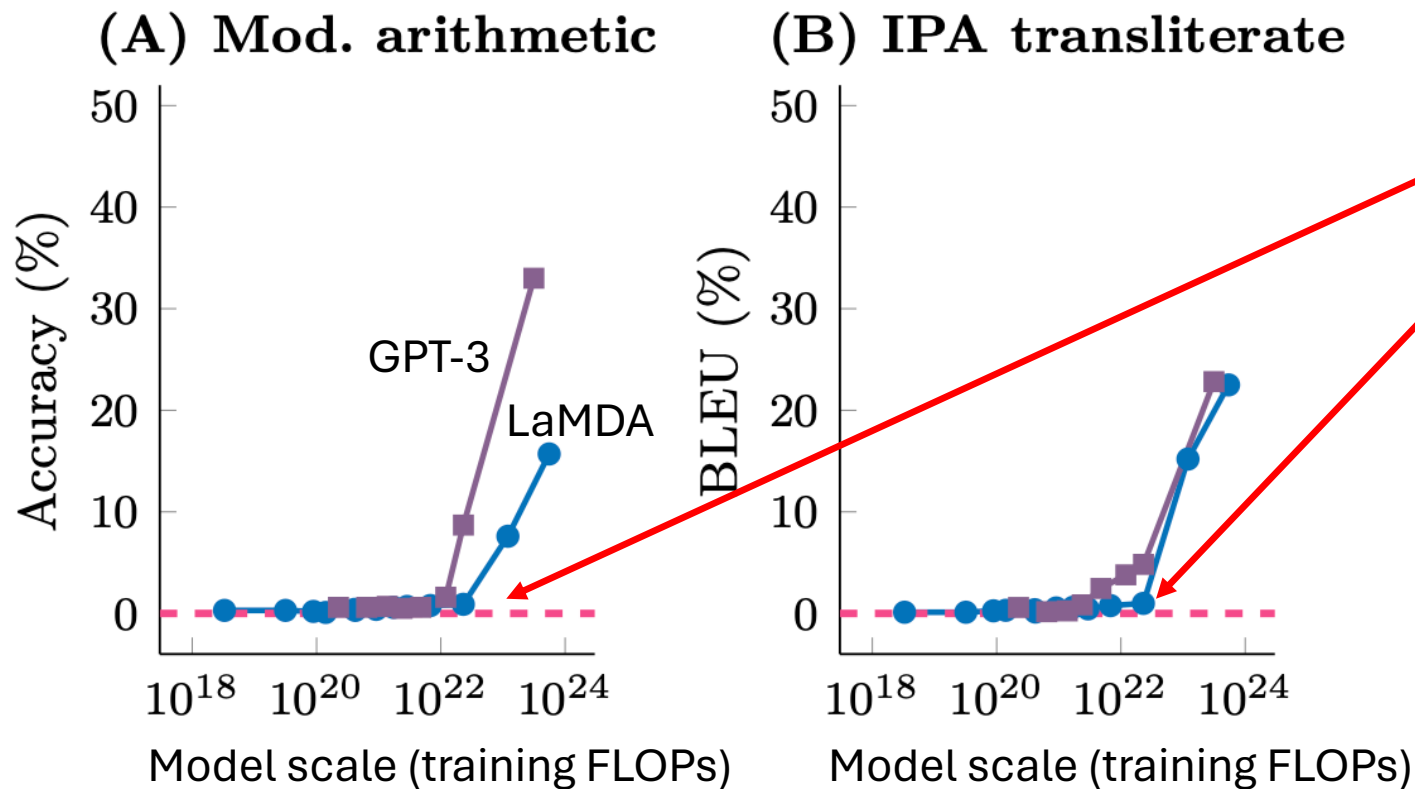 (A) Mod. arithmetic
50
40
30
20
10
0
Accuracy (%)
GPT-3
LaMDA
10^18 10^20 10^22 10^24
Model scale (training FLOPs)
(B) IPA transliterate
50
40
30
20
10
0
BLEU (%)
10^18 10^20 10^22 10^24
Model scale (training FLOPs)